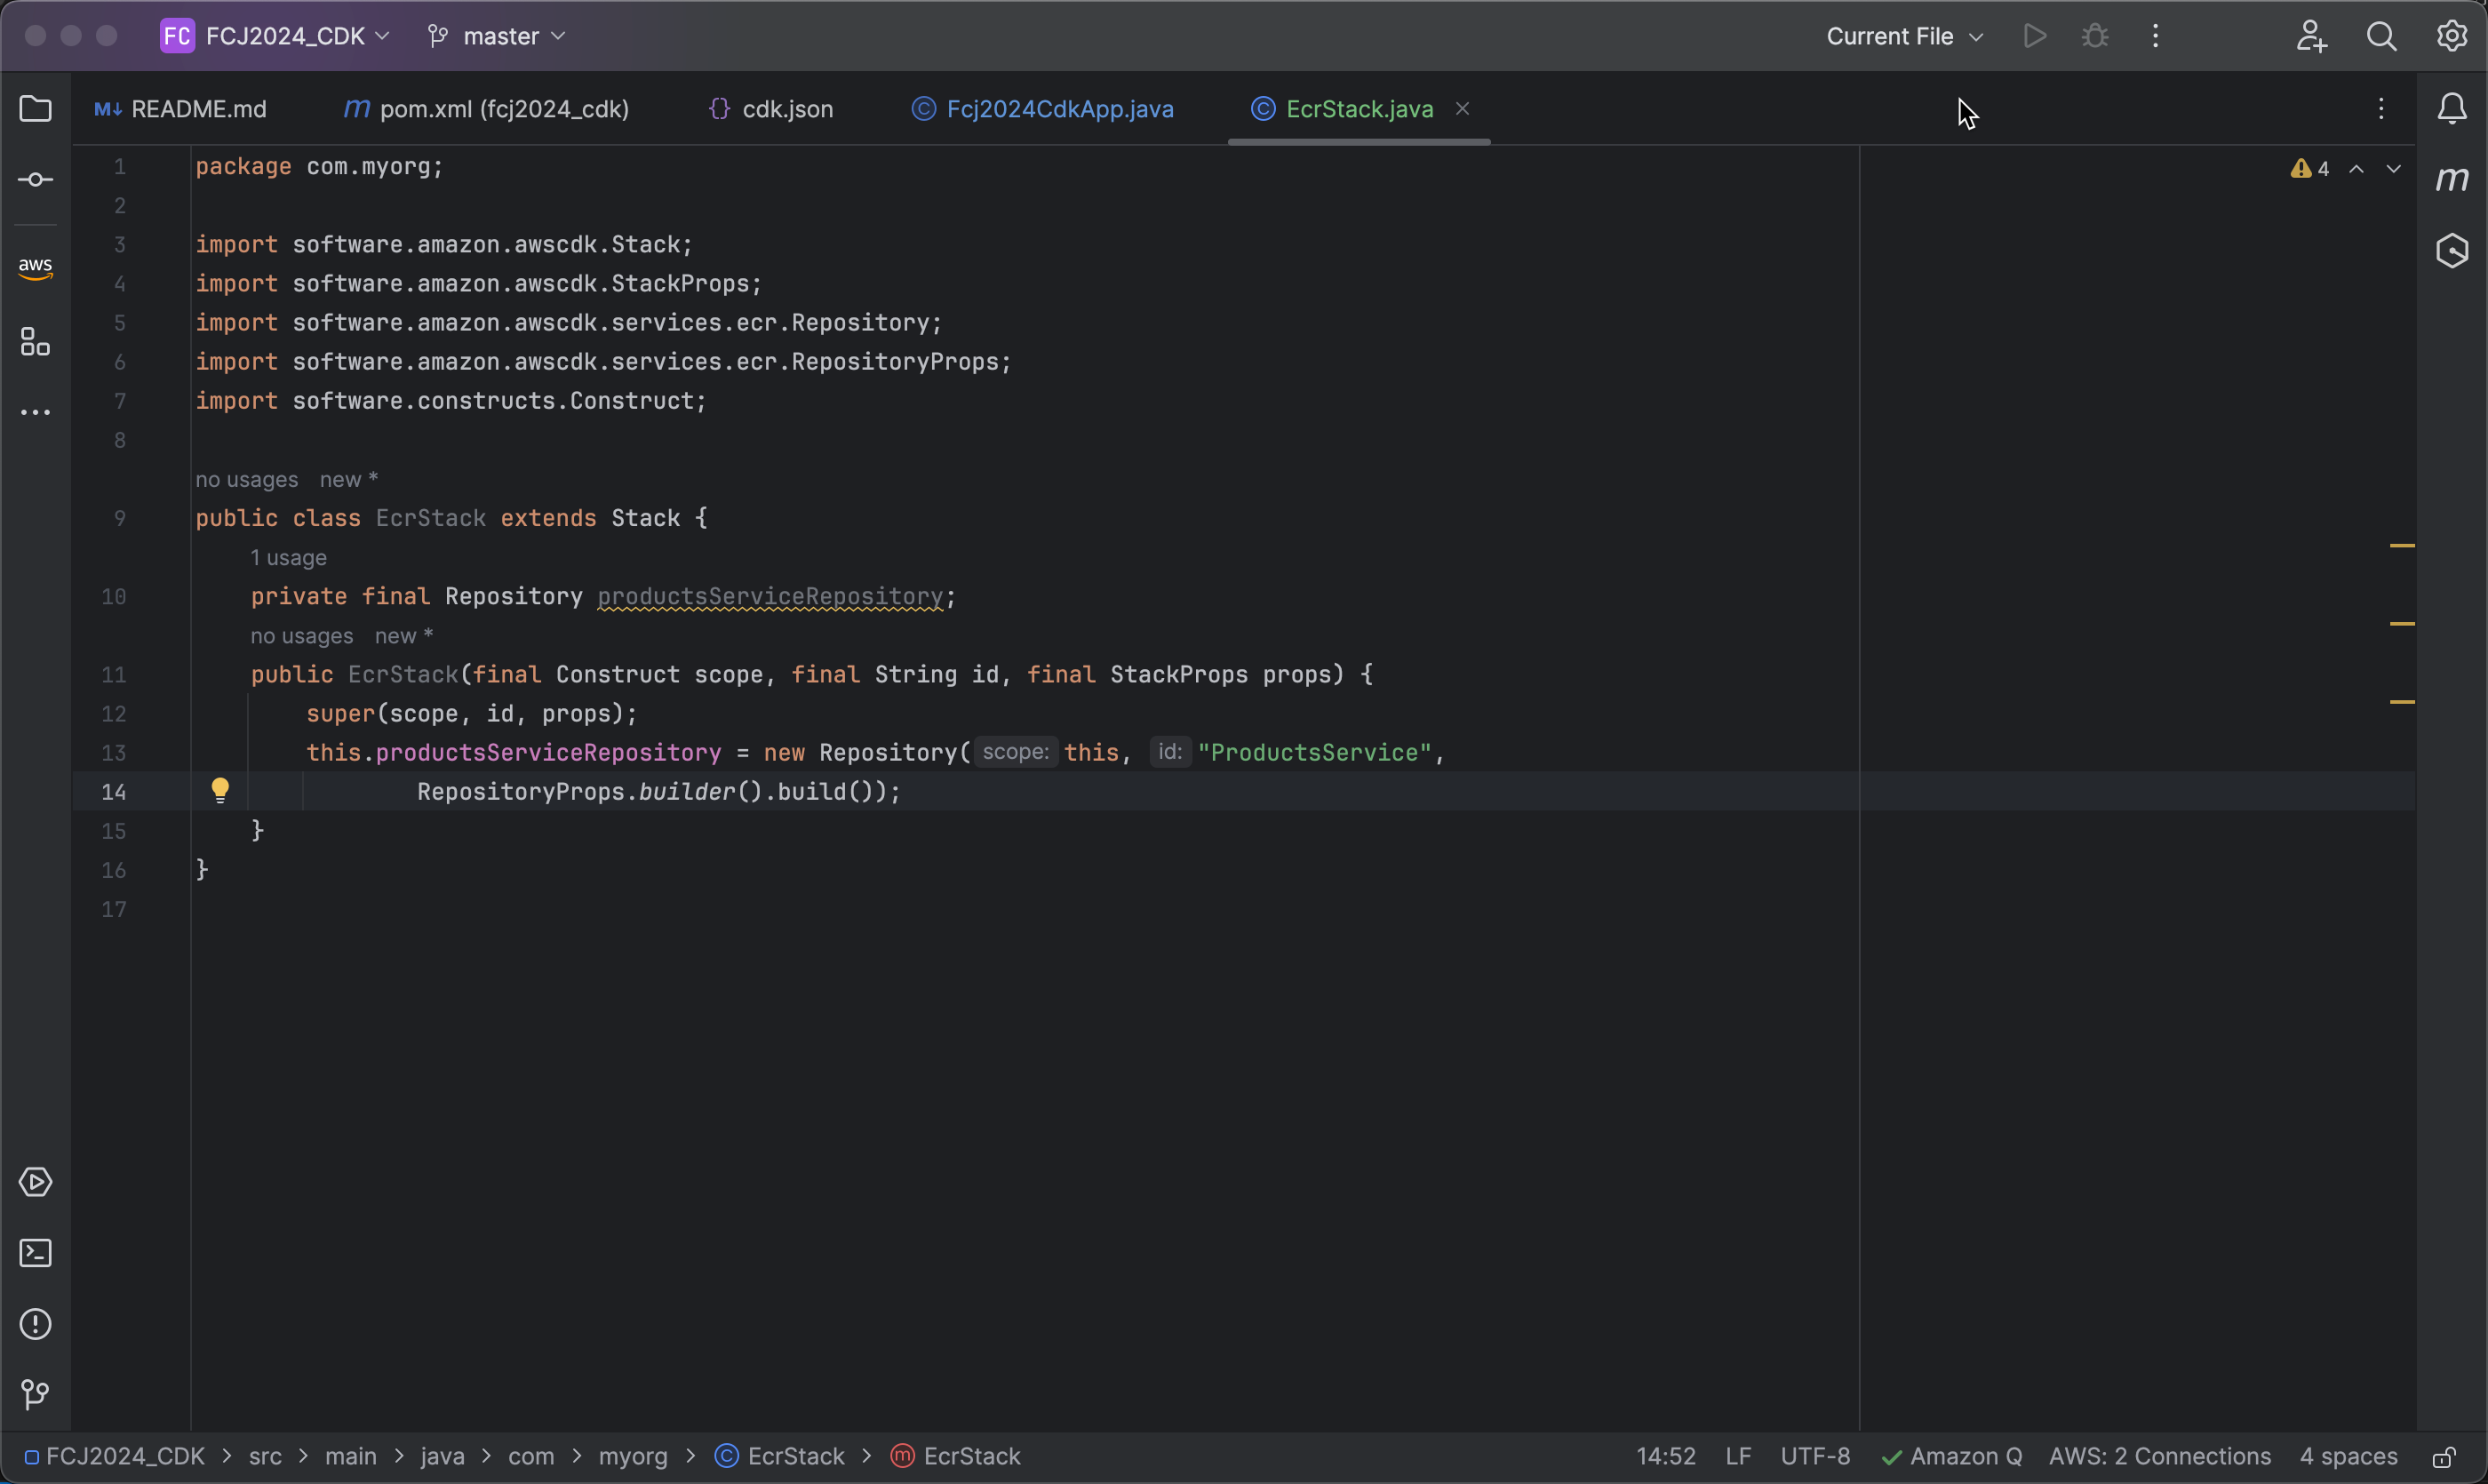 FC FCJ2024_CDK master Current File
M↓ README.md m pom.xml (fcj2024_cdk) {} cdk.json C Fcj2024CdkApp.java C EcrStack.java
1 package com.myorg; 4
2
3 import software.amazon.awscdk.Stack;
4 import software.amazon.awscdk.StackProps;
5 import software.amazon.awscdk.services.ecr.Repository;
6 import software.amazon.awscdk.services.ecr.RepositoryProps;
7 import software.constructs.Construct;
8
no usages new *
9 public class EcrStack extends Stack {
1 usage
10 private final Repository productsServiceRepository;
no usages new *
11 public EcrStack(final Construct scope, final String id, final StackProps props) {
12 super(scope, id, props);
13 this.productsServiceRepository = new Repository( scope: this, id: "ProductsService",
14 RepositoryProps.builder().build());
15 }
16 }
17
aws
m
FCJ2024_CDK > src > main > java > com > myorg > C EcrStack > m EcrStack 14:52 LF UTF-8 Amazon Q AWS: 2 Connections 4 spaces